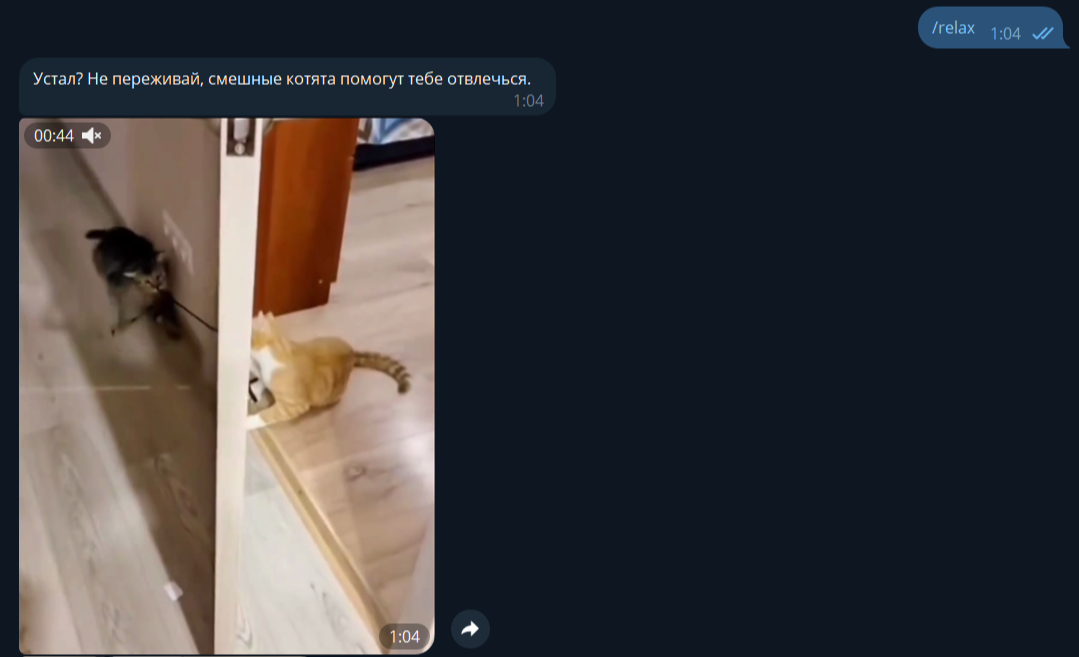 /relax 1:04
Устал? Не переживай, смешные котята помогут тебе отвлечься.
1:04
00:44
1:04